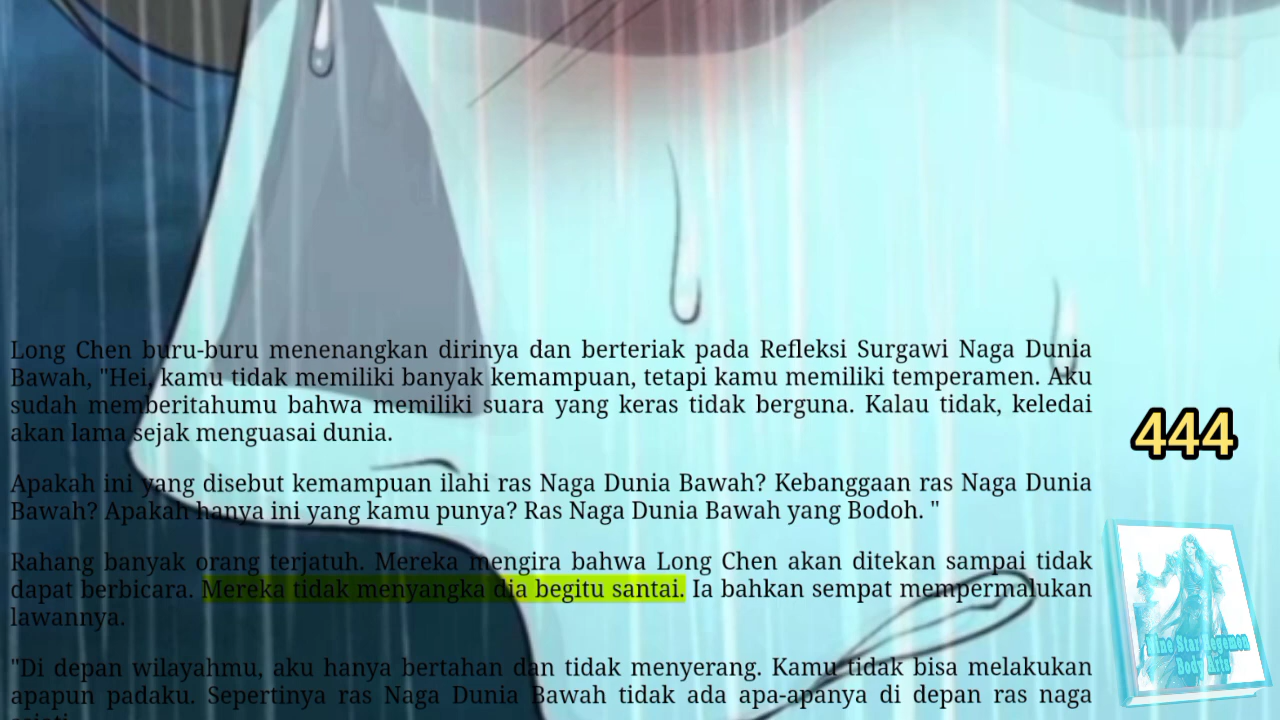 Long Chen buru-buru menenangkan dirinya dan berteriak pada Refleksi Surgawi Naga Dunia
Bawah, "Hei, kamu tidak memiliki banyak kemampuan, tetapi kamu memiliki temperamen. Aku
sudah memberitahumu bahwa memiliki suara yang keras tidak berguna. Kalau tidak, keledai
akan lama sejak menguasai dunia.
Apakah ini yang disebut kemampuan ilahi ras Naga Dunia Bawah? Kebanggaan ras Naga Dunia
Bawah? Apakah hanya ini yang kamu punya? Ras Naga Dunia Bawah yang Bodoh. "
Rahang banyak orang terjatuh. Mereka mengira bahwa Long Chen akan ditekan sampai tidak
dapat berbicara. Mereka tidak menyangka dia begitu santai. Ia bahkan sempat mempermalukan
lawannya.
"Di depan wilayahmu, aku hanya bertahan dan tidak menyerang. Kamu tidak bisa melakukan
apapun padaku. Sepertinya ras Naga Dunia Bawah tidak ada apa-apanya di depan ras naga
444
Nine Star Hegemon
Body Arts